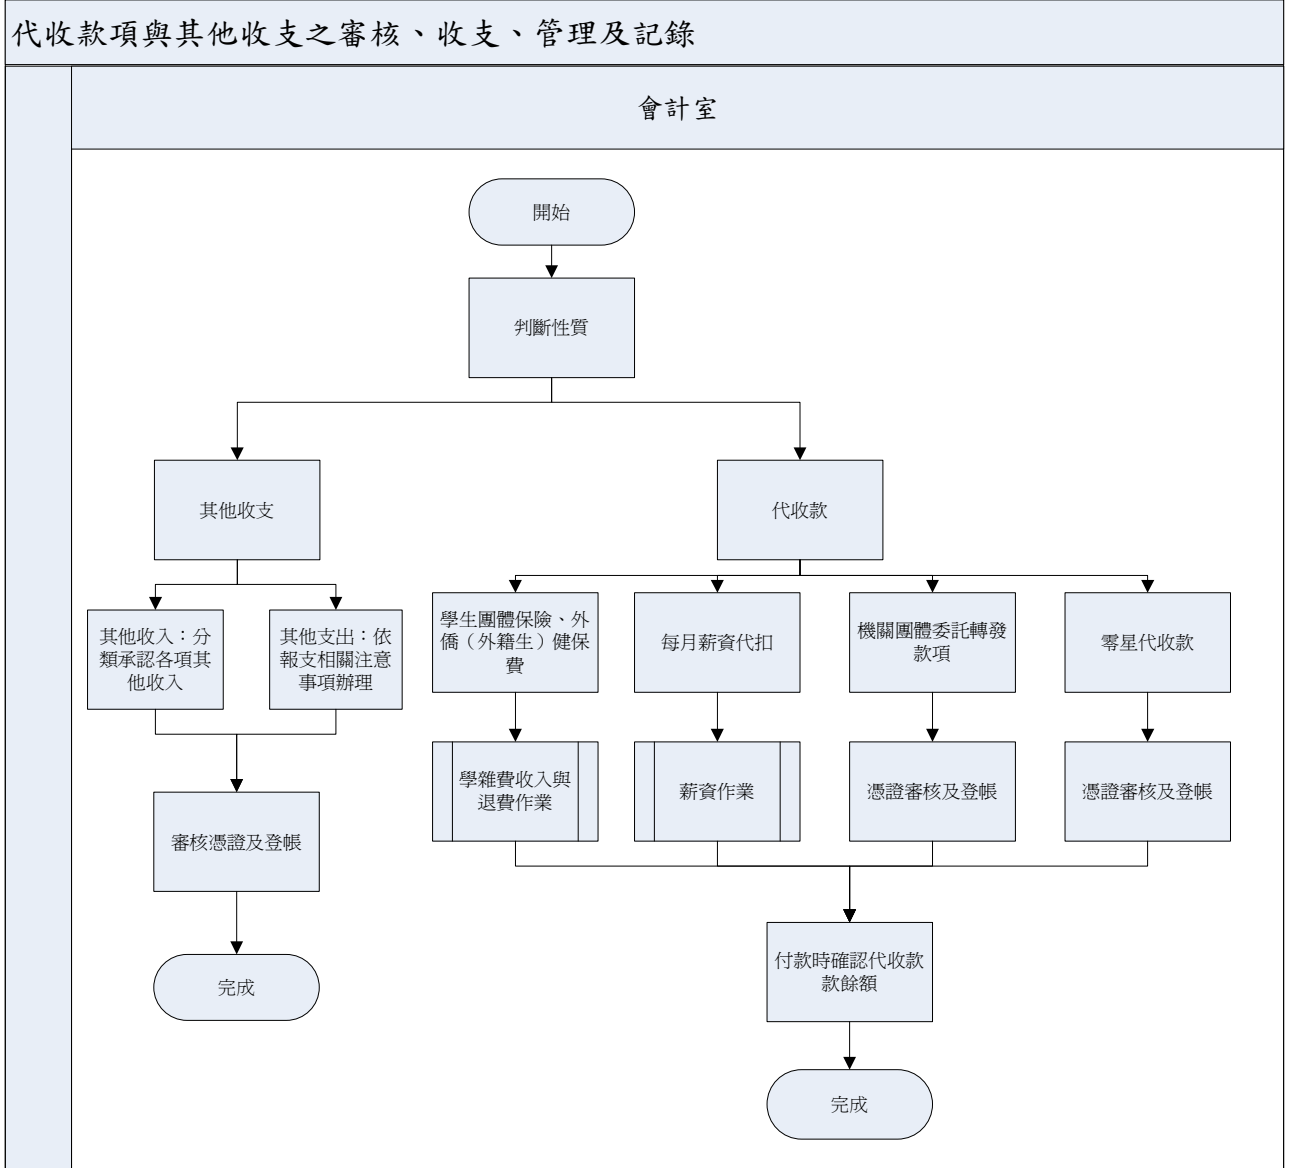 代收款項與其他收支之審核、收支、管理及記錄
會計室
開始
判斷性質
其他收支
代收款
其他收入：分
類承認各項其
他收入
其他支出：依
報支相關注意
事項辦理
學生團體保險、外
僑（外籍生）健保
費
每月薪資代扣
機關團體委託轉發
款項
零星代收款
學雜費收入與
退費作業
薪資作業
憑證審核及登帳
憑證審核及登帳
審核憑證及登帳
付款時確認代收款
款餘額
完成
完成